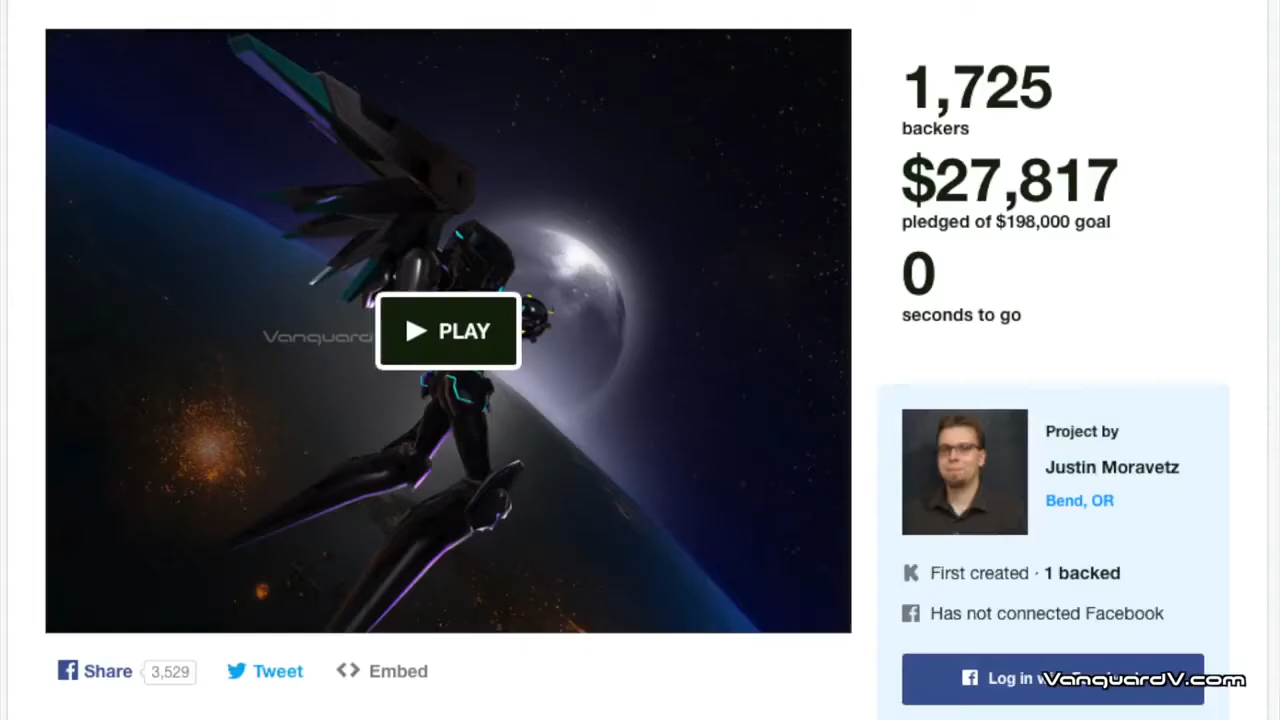 1,725
backers
$27,817
pledged of $198,000 goal
0
seconds to go
Vanguard
PLAY
Project by
Justin Moravetz
Bend, OR
First created · 1 backed
Has not connected Facebook
Log in
VanguardV.com
Share 3,529 Tweet Embed